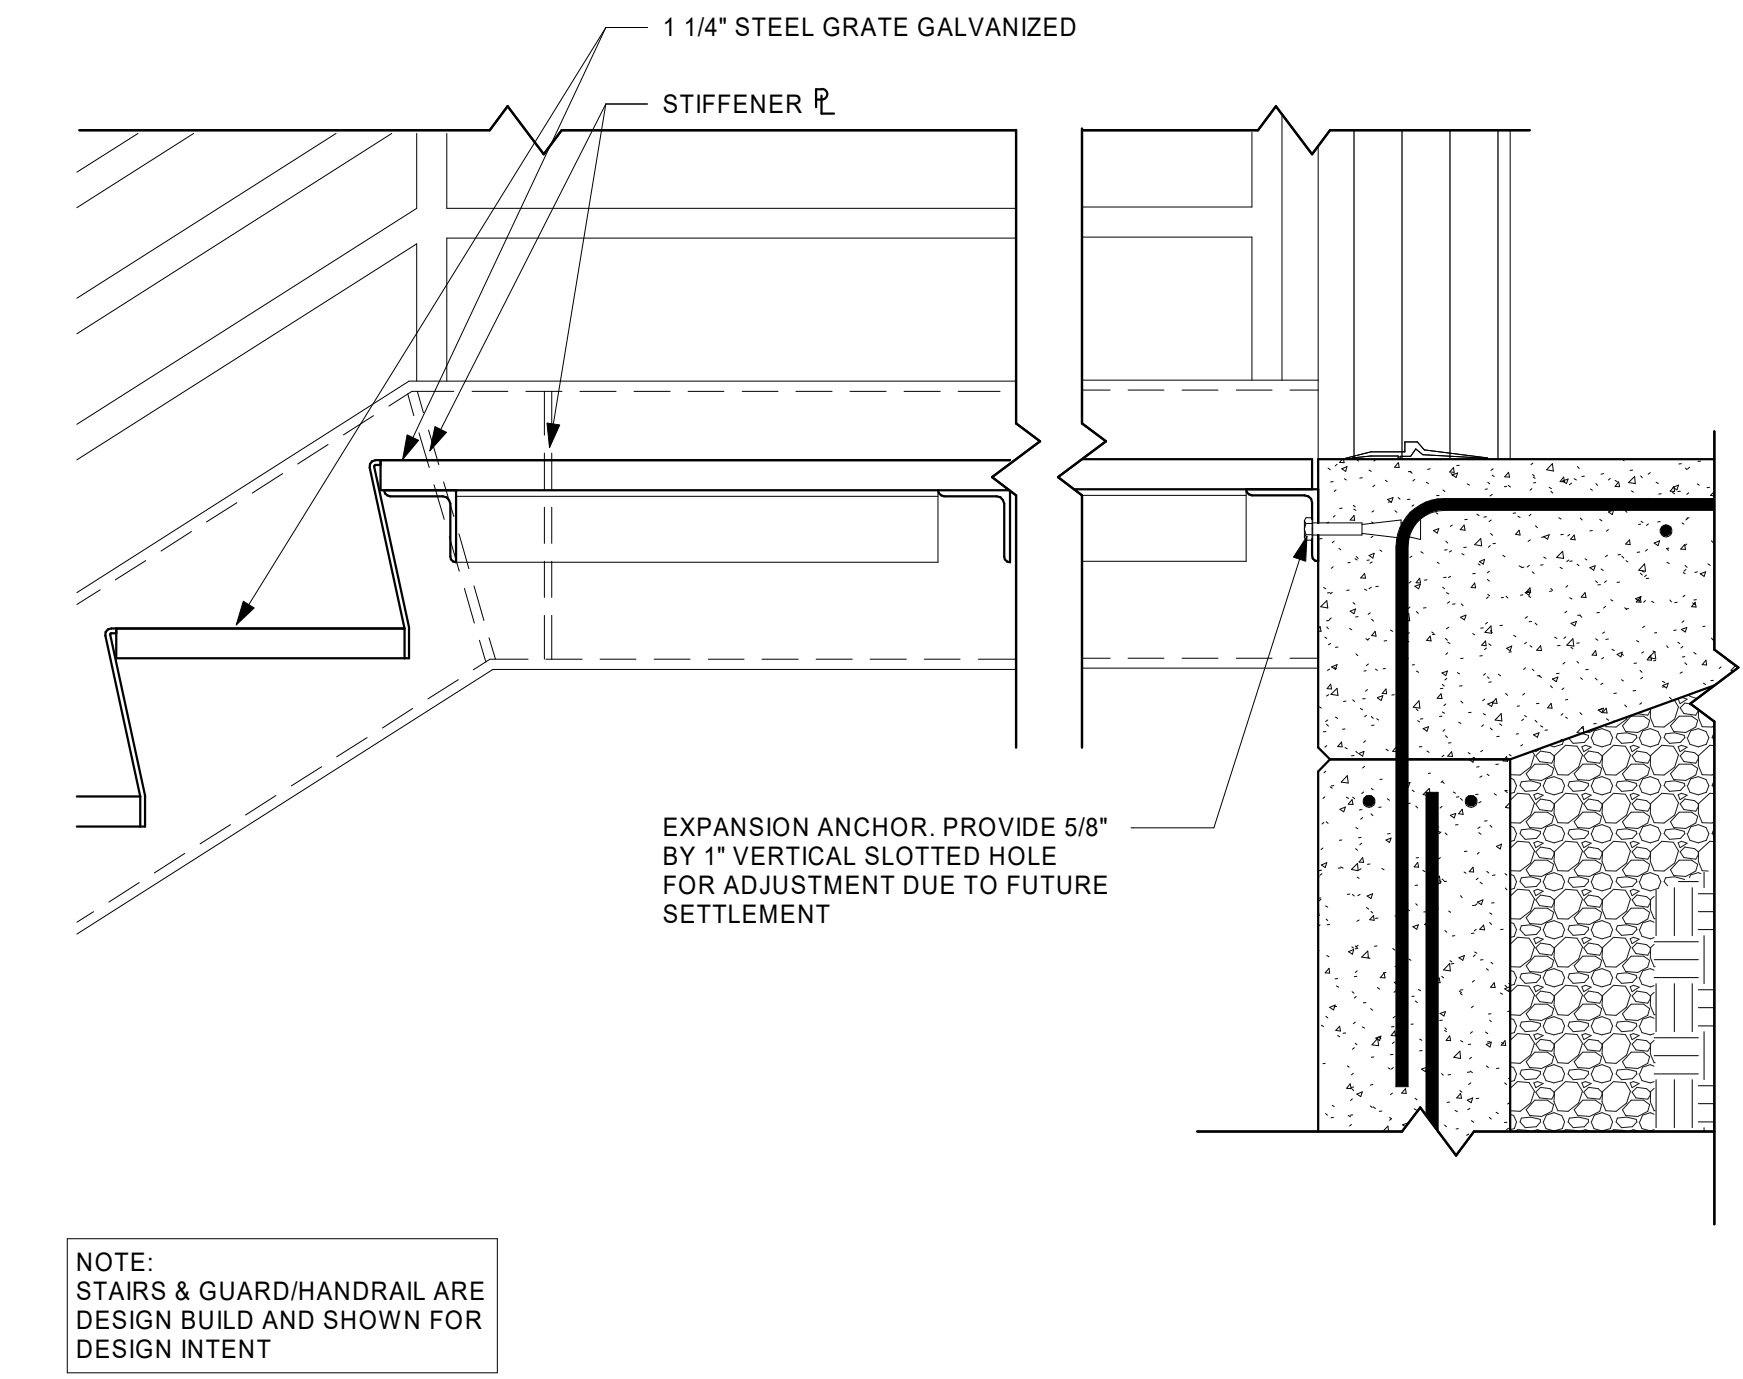 1 1/4" STEEL GRATE GALVANIZED
STIFFENER ⅊
EXPANSION ANCHOR. PROVIDE 5/8"
BY 1" VERTICAL SLOTTED HOLE
FOR ADJUSTMENT DUE TO FUTURE
SETTLEMENT
NOTE:
STAIRS & GUARD/HANDRAIL ARE
DESIGN BUILD AND SHOWN FOR
DESIGN INTENT